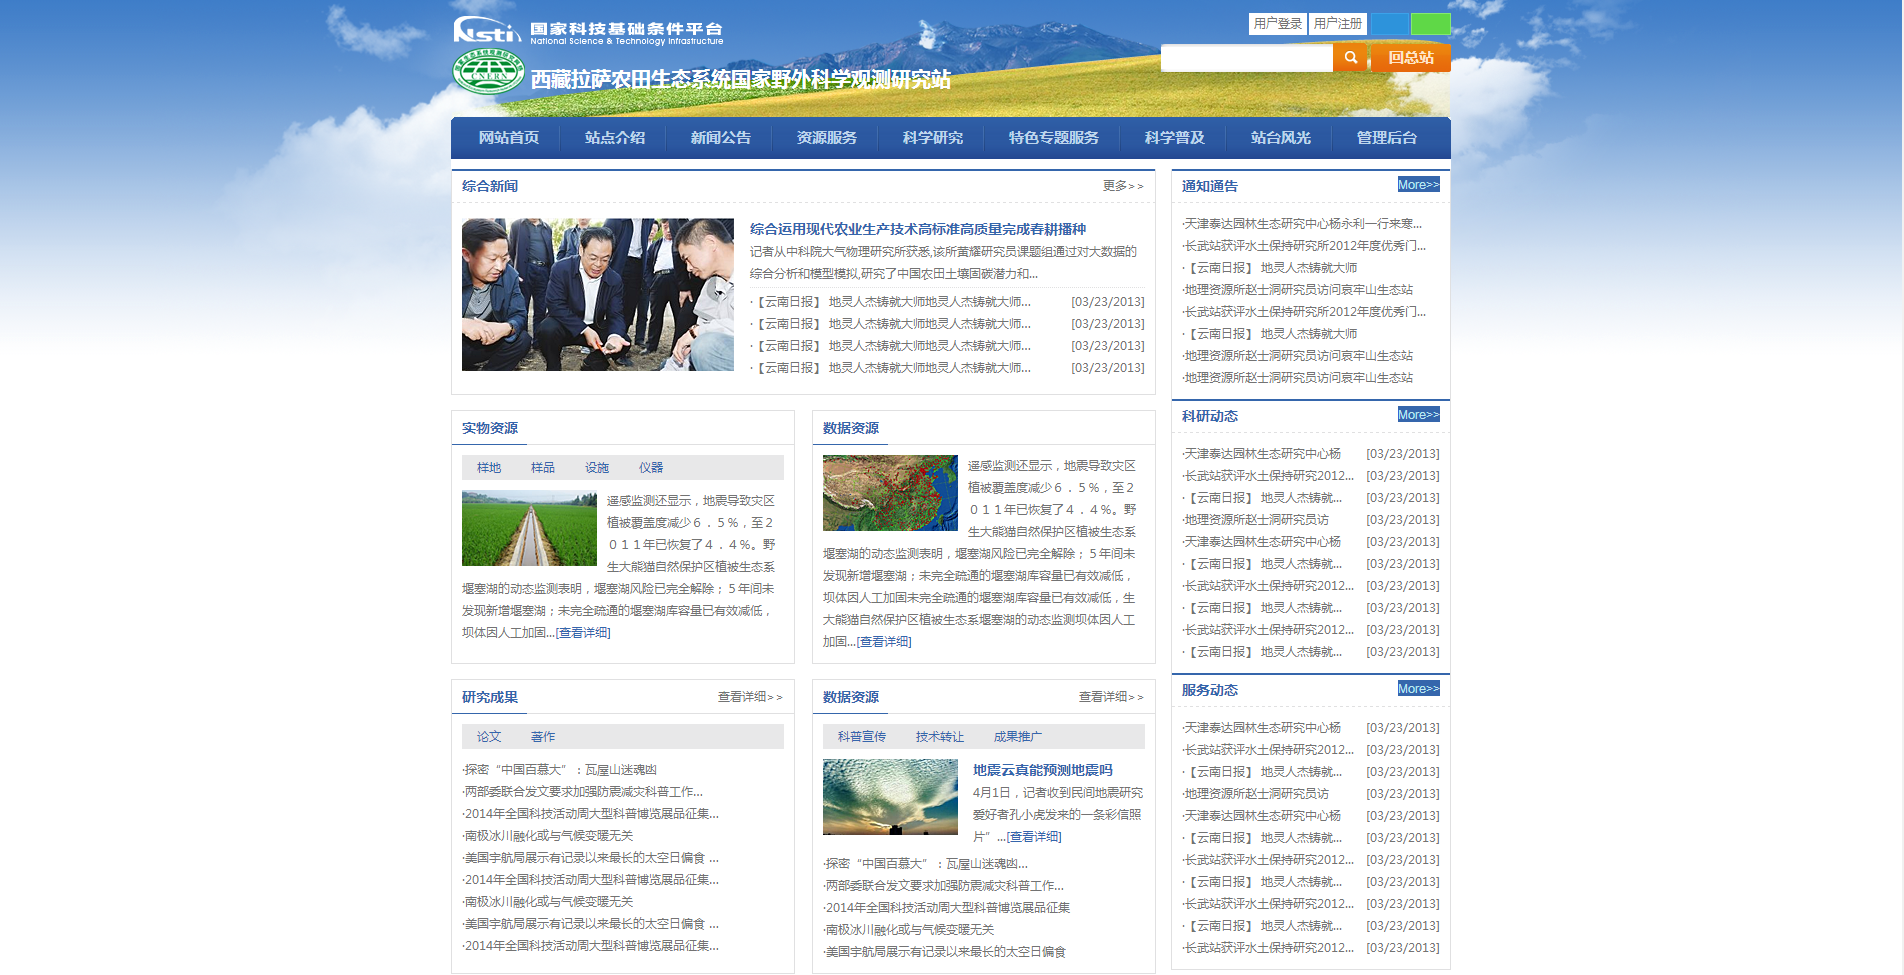 Nsti 国家科技基础条件平台
National Science & Technology Infrastructure
CNERN
西藏拉萨农田生态系统国家野外科学观测研究站
用户登录 用户注册
回总站
网站首页 站点介绍 新闻公告 资源服务 科学研究 特色专题服务 科学普及 站台风光 管理后台
综合新闻 更多>>
综合运用现代农业生产技术高标准高质量完成春耕播种
记者从中科院大气物理研究所获悉,该所黄耀研究员课题组通过对大数据的
综合分析和模型模拟,研究了中国农田土壤固碳潜力和...
·【云南日报】 地灵人杰铸就大师地灵人杰铸就大师... [03/23/2013]
·【云南日报】 地灵人杰铸就大师地灵人杰铸就大师... [03/23/2013]
·【云南日报】 地灵人杰铸就大师地灵人杰铸就大师... [03/23/2013]
·【云南日报】 地灵人杰铸就大师地灵人杰铸就大师... [03/23/2013]
实物资源
样地 样品 设施 仪器
遥感监测还显示，地震导致灾区
植被覆盖度减少６．５％，至２
０１１年已恢复了４．４％。野
生大熊猫自然保护区植被生态系
堰塞湖的动态监测表明，堰塞湖风险已完全解除；５年间未
发现新增堰塞湖；未完全疏通的堰塞湖库容量已有效减低，
坝体因人工加固...[查看详细]
数据资源
遥感监测还显示，地震导致灾区
植被覆盖度减少６．５％，至２
０１１年已恢复了４．４％。野
生大熊猫自然保护区植被生态系
堰塞湖的动态监测表明，堰塞湖风险已完全解除；５年间未
发现新增堰塞湖；未完全疏通的堰塞湖库容量已有效减低，
坝体因人工加固未完全疏通的堰塞湖库容量已有效减低，生
大熊猫自然保护区植被生态系堰塞湖的动态监测坝体因人工
加固...[查看详细]
研究成果 查看详细>>
论文 著作
·探密“中国百慕大”：瓦屋山迷魂凼
·两部委联合发文要求加强防震减灾科普工作...
·2014年全国科技活动周大型科普博览展品征集...
·南极冰川融化或与气候变暖无关
·美国宇航局展示有记录以来最长的太空日偏食 ...
·2014年全国科技活动周大型科普博览展品征集...
·南极冰川融化或与气候变暖无关
·美国宇航局展示有记录以来最长的太空日偏食 ...
·2014年全国科技活动周大型科普博览展品征集...
数据资源 查看详细>>
科普宣传 技术转让 成果推广
地震云真能预测地震吗
4月1日，记者收到民间地震研究
爱好者孔小虎发来的一条彩信照
片”...[查看详细]
·探密“中国百慕大”：瓦屋山迷魂凼...
·两部委联合发文要求加强防震减灾科普工作...
·2014年全国科技活动周大型科普博览展品征集
·南极冰川融化或与气候变暖无关
·美国宇航局展示有记录以来最长的太空日偏食
通知通告 More>>
·天津泰达园林生态研究中心杨永利一行来寒...
·长武站获评水土保持研究所2012年度优秀门...
·【云南日报】 地灵人杰铸就大师
·地理资源所赵士洞研究员访问哀牢山生态站
·长武站获评水土保持研究所2012年度优秀门...
·【云南日报】 地灵人杰铸就大师
·地理资源所赵士洞研究员访问哀牢山生态站
·地理资源所赵士洞研究员访问哀牢山生态站
科研动态 More>>
·天津泰达园林生态研究中心杨 [03/23/2013]
·长武站获评水土保持研究2012... [03/23/2013]
·【云南日报】 地灵人杰铸就... [03/23/2013]
·地理资源所赵士洞研究员访 [03/23/2013]
·天津泰达园林生态研究中心杨 [03/23/2013]
·【云南日报】 地灵人杰铸就... [03/23/2013]
·长武站获评水土保持研究2012... [03/23/2013]
·【云南日报】 地灵人杰铸就... [03/23/2013]
·长武站获评水土保持研究2012... [03/23/2013]
·【云南日报】 地灵人杰铸就... [03/23/2013]
服务动态 More>>
·天津泰达园林生态研究中心杨 [03/23/2013]
·长武站获评水土保持研究2012... [03/23/2013]
·【云南日报】 地灵人杰铸就... [03/23/2013]
·地理资源所赵士洞研究员访 [03/23/2013]
·天津泰达园林生态研究中心杨 [03/23/2013]
·【云南日报】 地灵人杰铸就... [03/23/2013]
·长武站获评水土保持研究2012... [03/23/2013]
·【云南日报】 地灵人杰铸就... [03/23/2013]
·长武站获评水土保持研究2012... [03/23/2013]
·【云南日报】 地灵人杰铸就... [03/23/2013]
·长武站获评水土保持研究2012... [03/23/2013]